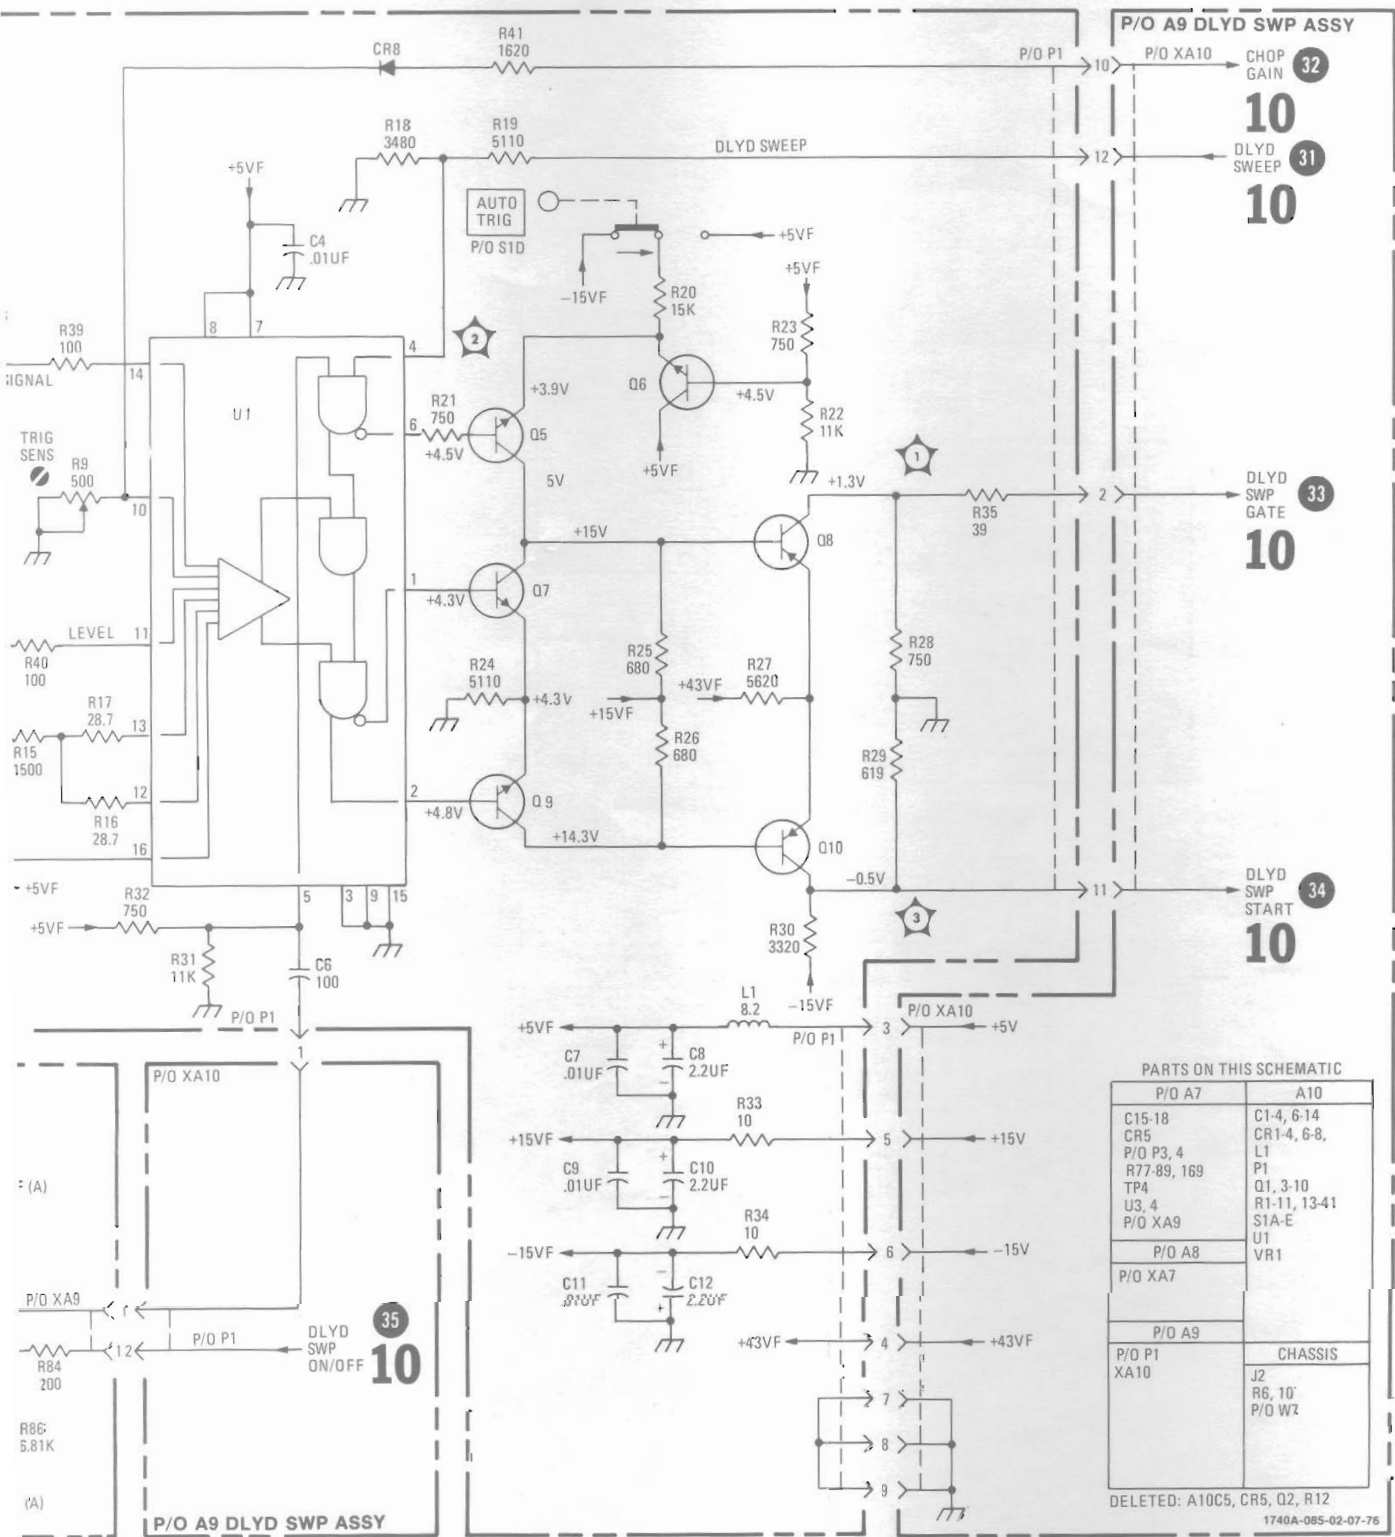 P/O A9 DLYD SWP ASSY
R41
1620
CR8
P/O P1
10
P/O XA10
CHOP
GAIN
32
10
R18
3480
R19
5110
DLYD SWEEP
12
DLYD
SWEEP
31
10
+5VF
AUTO
TRIG
P/O S1D
C4
.01UF
+5VF
-15VF
+5VF
R20
15K
R23
750
R39
100
8
7
2
4
14
SIGNAL
U1
+3.9V
Q6
+4.5V
R21
750
R22
11K
6
+4.5V
Q5
TRIG
SENS
R9
500
5V
+5VF
1
+1.3V
DLYD
SWP
GATE
33
10
10
2
R35
39
+15V
Q8
1
+4.3V
Q7
LEVEL
11
R40
100
R25
680
R28
750
R24
5110
+43VF
R27
5620
R17
28.7
13
+4.3V
+15VF
R15
1500
R26
680
R29
619
12
R16
28.7
2
+4.8V
Q9
+14.3V
Q10
16
-0.5V
11
DLYD
SWP
START
34
10
+5VF
R32
750
5
3
9
15
+5VF
3
R30
3320
R31
11K
C6
100
-15VF
L1
8.2
P/O XA10
P/O P1
+5VF
P/O P1
3
+5V
1
P/O XA10
C7
.01UF
+
C8
2.2UF
-
R33
10
+15VF
5
+15V
C9
.01UF
+
C10
2.2UF
-
R34
10
-15VF
6
-15V
C11
.01UF
-
C12
2.2UF
+
+43VF
4
+43V
7
8
9
(A)
P/O XA9
1
35
12
P/O P1
DLYD
SWP
ON/OFF
10
R84
200
R86
6.81K
(A)
P/O A9 DLYD SWP ASSY
PARTS ON THIS SCHEMATIC
P/O A7
A10
C15-18
CR5
P/O P3, 4
R77-89, 169
TP4
U3, 4
P/O XA9
C1-4, 6-14
CR1-4, 6-8,
L1
P1
Q1, 3-10
R1-11, 13-41
S1A-E
U1
VR1
P/O A8
P/O XA7
P/O A9
P/O P1
XA10
CHASSIS
J2
R6, 10
P/O W2
DELETED: A10C5, CR5, Q2, R12
1740A-085-02-07-76